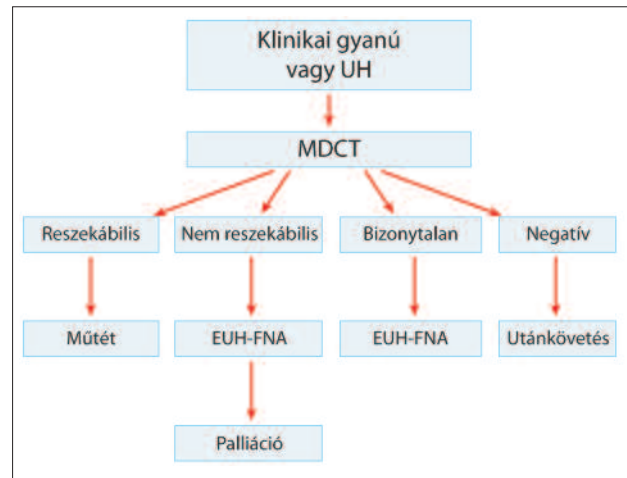 Klinikai gyanú
vagy UH
MDCT
Reszekábilis
Nem reszekábilis
Bizonytalan
Negatív
Műtét
EUH-FNA
EUH-FNA
Utánkövetés
Palliáció